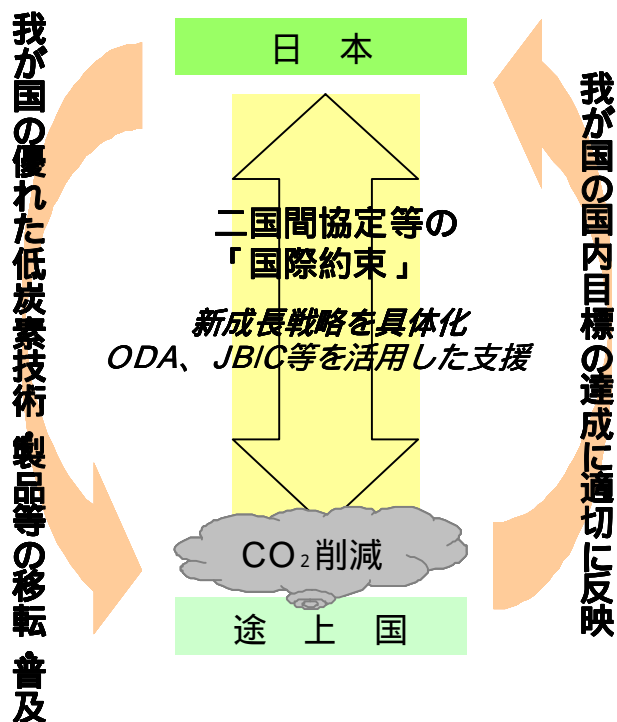 日 本
我が国の優れた低炭素技術・製品等の移転・普及
二国間協定等の
「国際約束」
新成長戦略を具体化
ODA、JBIC等を活用した支援
我が国の国内目標の達成に適切に反映
CO₂削減
途 上 国